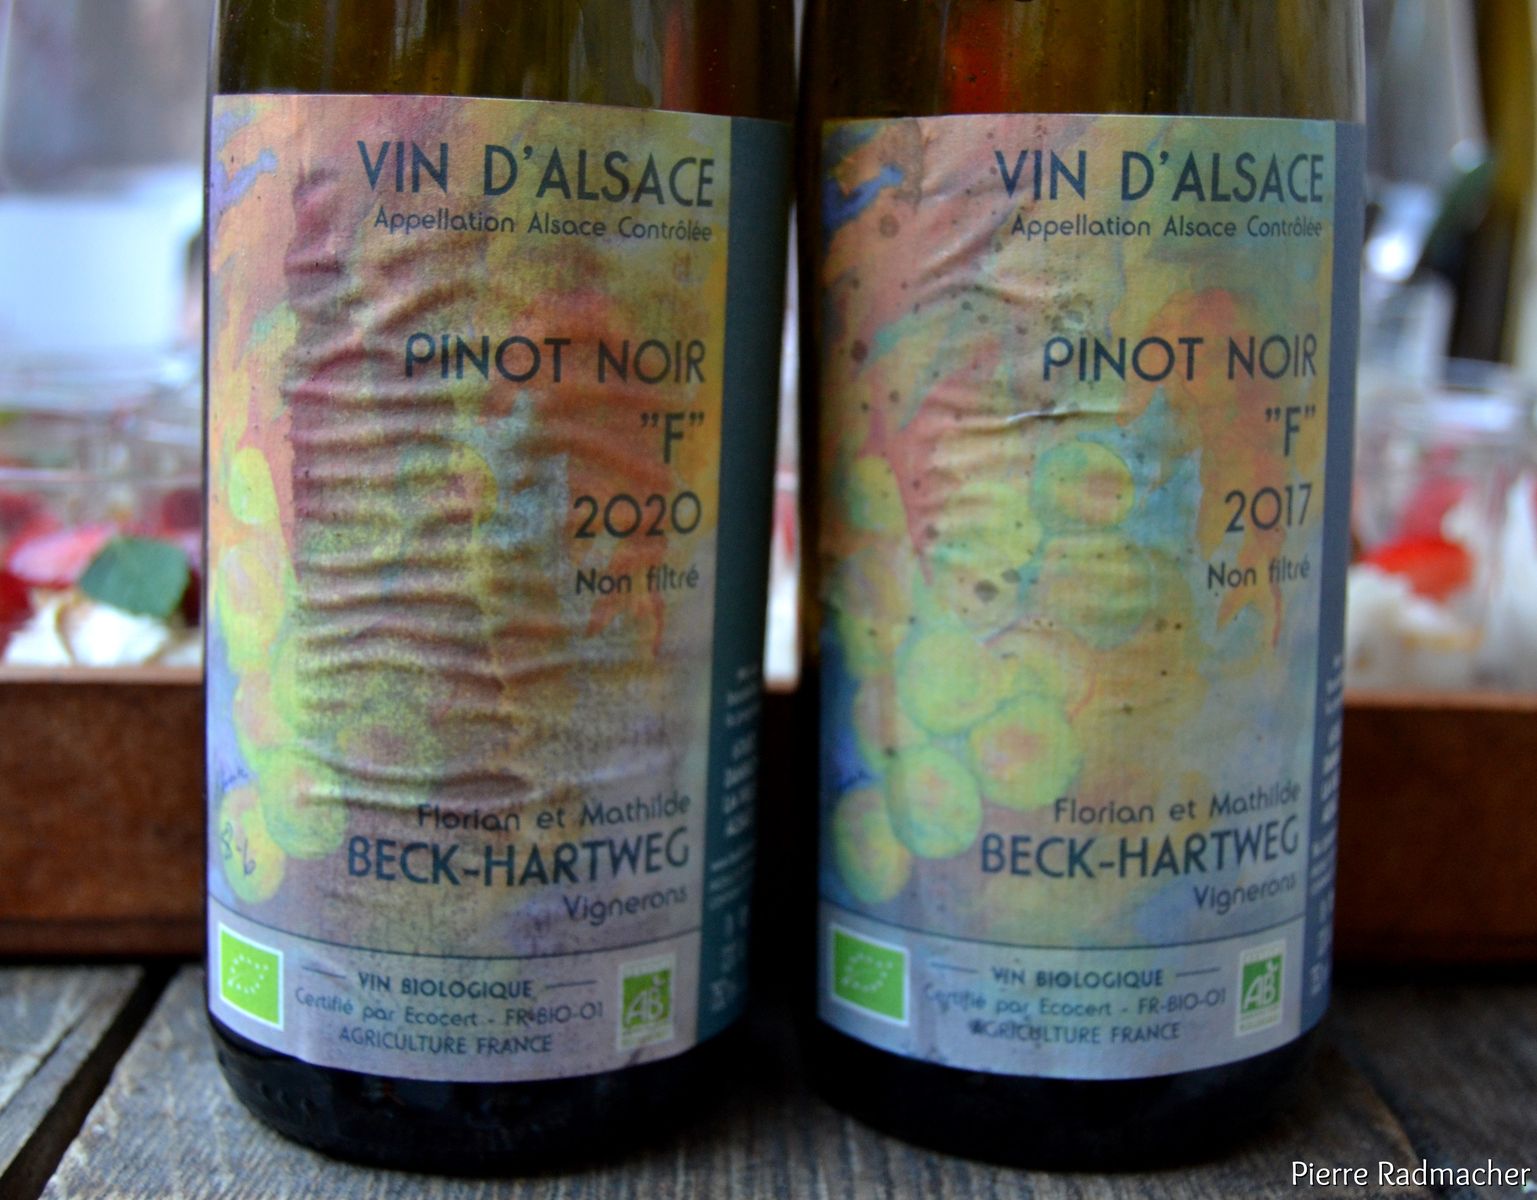 VIN D'ALSACE
Appellation Alsace Contrôlée
PINOT NOIR
"F"
2020
Non filtré
Florian et Mathilde
BECK-HARTWEG
Vignerons
VIN BIOLOGIQUE
Certifié par Ecocert - FR-BIO-01
AGRICULTURE FRANCE
AB
VIN D'ALSACE
Appellation Alsace Contrôlée
PINOT NOIR
"F"
2017
Non filtré
Florian et Mathilde
BECK-HARTWEG
Vignerons
VIN BIOLOGIQUE
Certifié par Ecocert - FR-BIO-01
AGRICULTURE FRANCE
AB
Pierre Radmacher